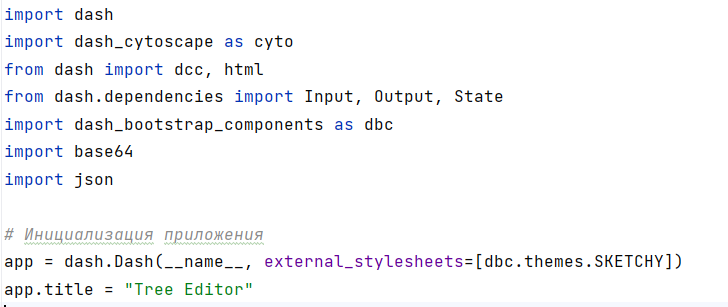 import dash
import dash_cytoscape as cyto
from dash import dcc, html
from dash.dependencies import Input, Output, State
import dash_bootstrap_components as dbc
import base64
import json
# Инициализация приложения
app = dash.Dash(__name__, external_stylesheets=[dbc.themes.SKETCHY])
app.title = "Tree Editor"